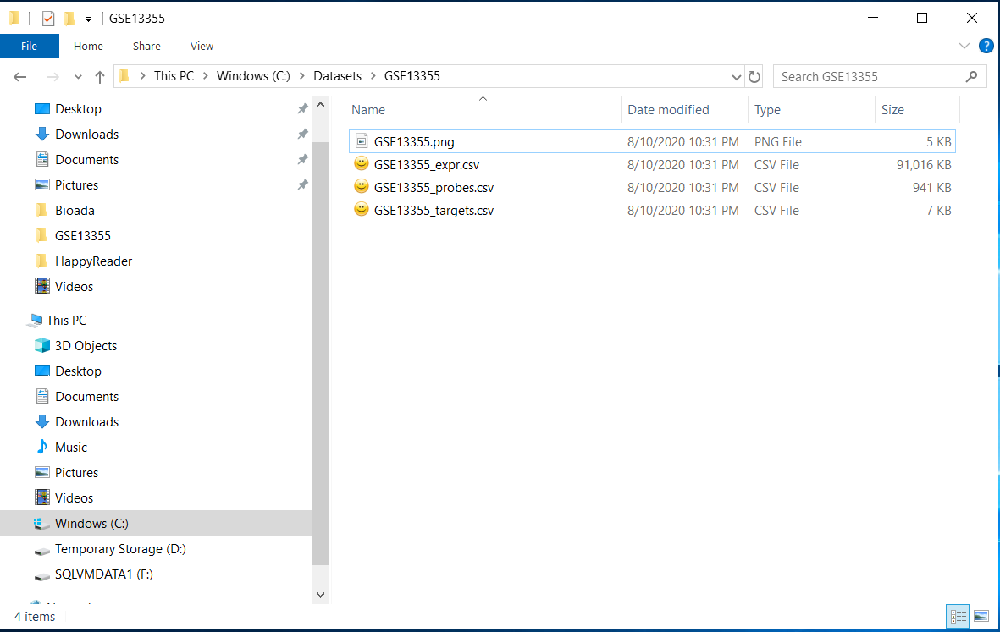 GSE13355
File Home Share View
This PC Windows (C:) Datasets GSE13355 Search GSE13355
Desktop
Downloads
Documents
Pictures
Bioada
GSE13355
HappyReader
Videos
This PC
3D Objects
Desktop
Documents
Downloads
Music
Pictures
Videos
Windows (C:)
Temporary Storage (D:)
SQLVMDATA1 (F:)
Name Date modified Type Size
GSE13355.png 8/10/2020 10:31 PM PNG File 5 KB
GSE13355_expr.csv 8/10/2020 10:31 PM CSV File 91,016 KB
GSE13355_probes.csv 8/10/2020 10:31 PM CSV File 941 KB
GSE13355_targets.csv 8/10/2020 10:31 PM CSV File 7 KB
4 items